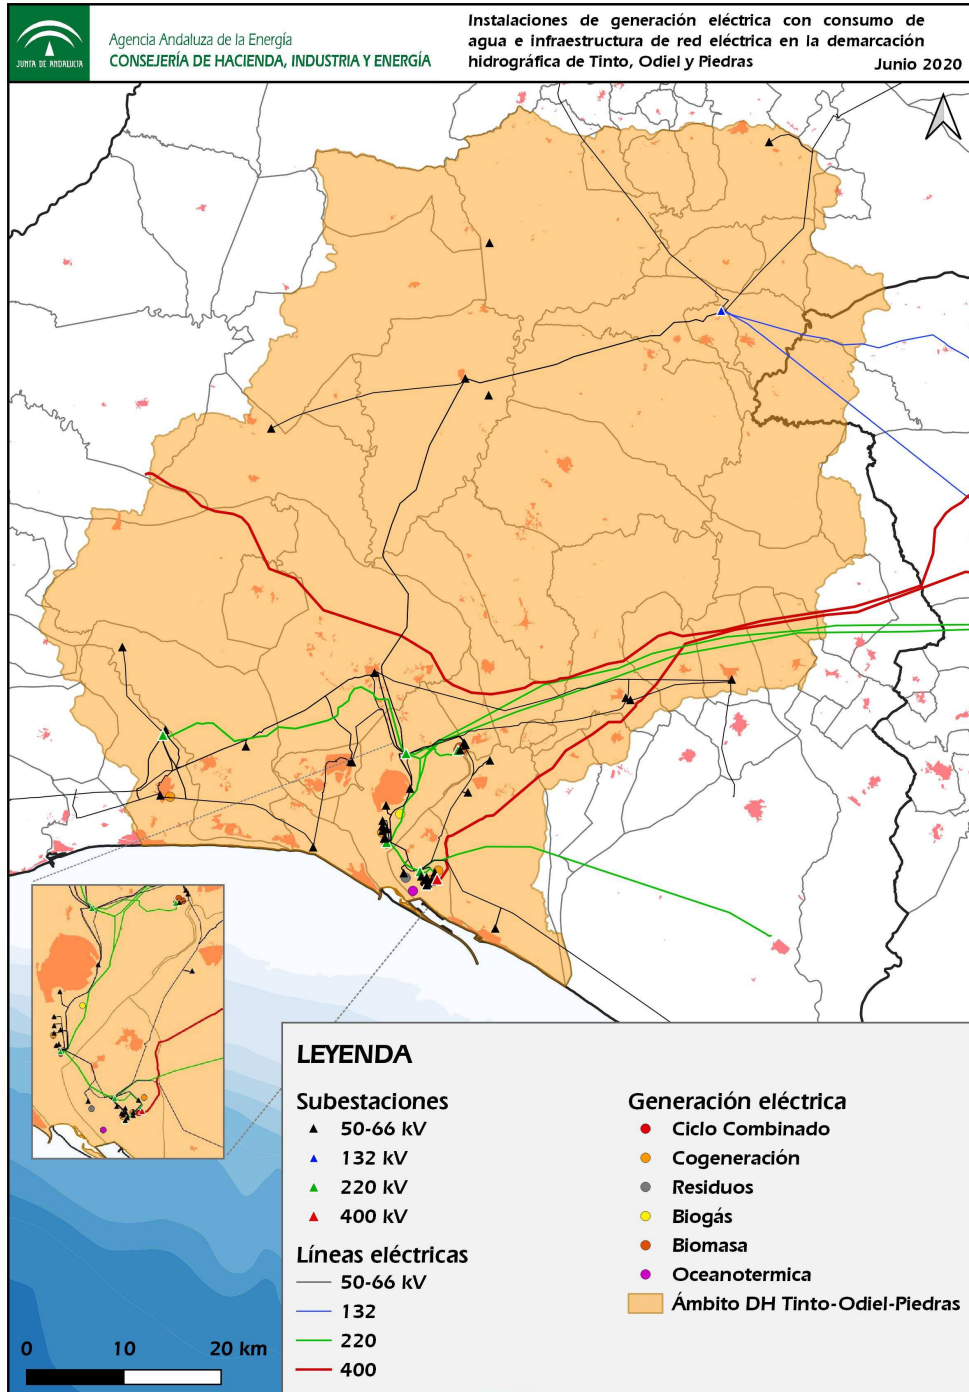 JUNTA DE ANDALUCIA
Agencia Andaluza de la Energía
CONSEJERÍA DE HACIENDA, INDUSTRIA Y ENERGÍA
Instalaciones de generación eléctrica con consumo de
agua e infraestructura de red eléctrica en la demarcación
hidrográfica de Tinto, Odiel y Piedras
Junio 2020
LEYENDA
Subestaciones
50-66 kV
132 kV
220 kV
400 kV
Líneas eléctricas
50-66 kV
132
220
400
Generación eléctrica
Ciclo Combinado
Cogeneración
Residuos
Biogás
Biomasa
Oceanotermica
Ámbito DH Tinto-Odiel-Piedras
0 10 20 km